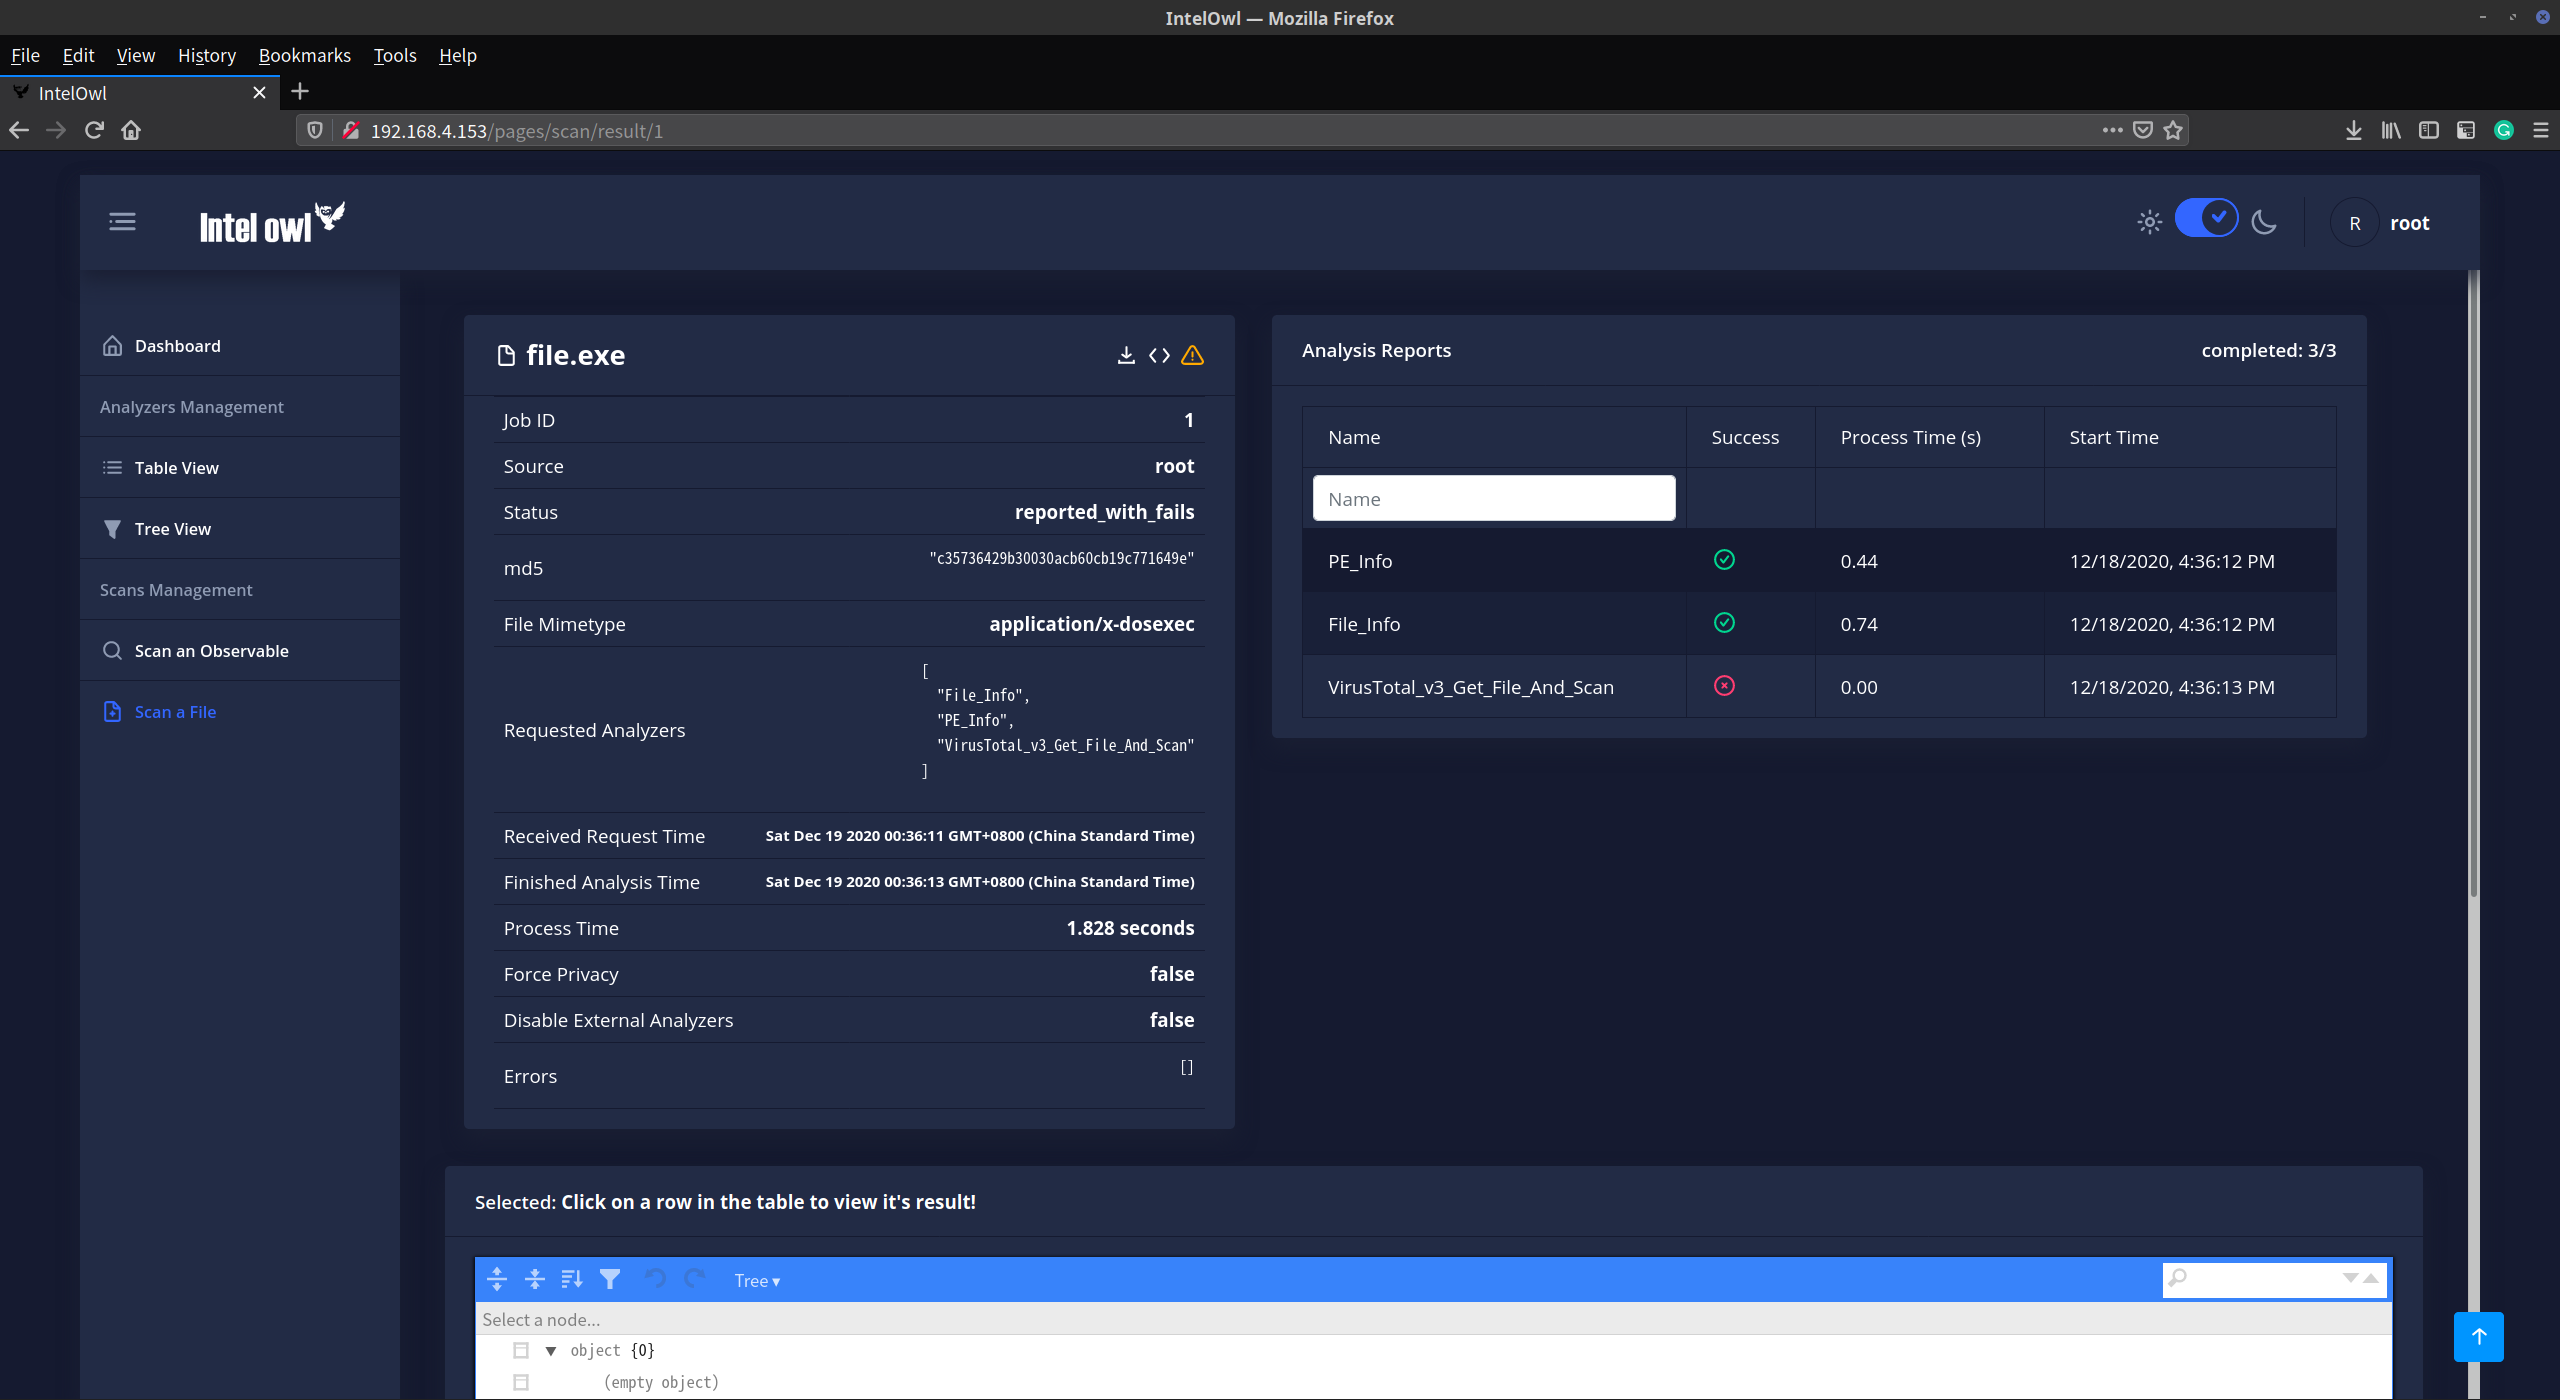 IntelOwl — Mozilla Firefox
File Edit View History Bookmarks Tools Help
IntelOwl
192.168.4.153/pages/scan/result/1
Intel owl
R root
Dashboard
Analyzers Management
Table View
Tree View
Scans Management
Scan an Observable
Scan a File
file.exe
Job ID 1
Source root
Status reported_with_fails
md5 "c35736429b30030acb60cb19c771649e"
File Mimetype application/x-dosexec
Requested Analyzers
[
"File_Info",
"PE_Info",
"VirusTotal_v3_Get_File_And_Scan"
]
Received Request Time Sat Dec 19 2020 00:36:11 GMT+0800 (China Standard Time)
Finished Analysis Time Sat Dec 19 2020 00:36:13 GMT+0800 (China Standard Time)
Process Time 1.828 seconds
Force Privacy false
Disable External Analyzers false
Errors []
Analysis Reports completed: 3/3
Name Success Process Time (s) Start Time
Name
PE_Info 0.44 12/18/2020, 4:36:12 PM
File_Info 0.74 12/18/2020, 4:36:12 PM
VirusTotal_v3_Get_File_And_Scan 0.00 12/18/2020, 4:36:13 PM
Selected: Click on a row in the table to view it's result!
Tree ▾
Select a node...
object {0}
(empty object)